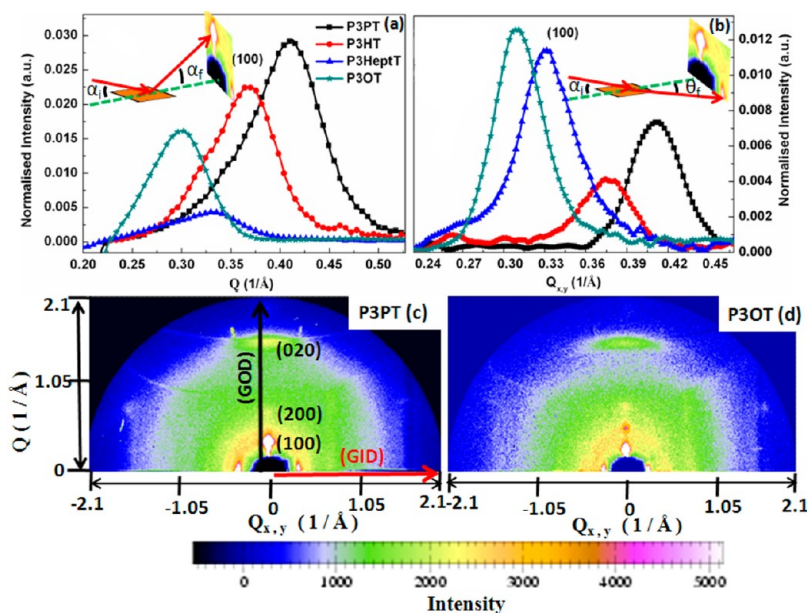 P3PT (a)
P3HT
P3HeptT
P3OT
(100)
αf
αi
Normalised Intensity (a.u.)
0.030
0.025
0.020
0.015
0.010
0.005
0.000
0.20 0.25 0.30 0.35 0.40 0.45 0.50
Q (1/Å)
(b)
(100)
αi
θf
Normalised Intensity (a.u.)
0.012
0.010
0.008
0.006
0.004
0.002
0.000
0.24 0.27 0.30 0.33 0.36 0.39 0.42 0.45
Qx,y (1/Å)
P3PT (c)
(GOD)
(020)
(200)
(100)
(GID)
Q (1/Å)
2.1
1.05
0
-2.1 -1.05 0 1.05 2.1
Qx,y (1/Å)
P3OT (d)
-2.1 -1.05 0 1.05 2.1
Qx,y (1/Å)
0 1000 2000 3000 4000 5000
Intensity